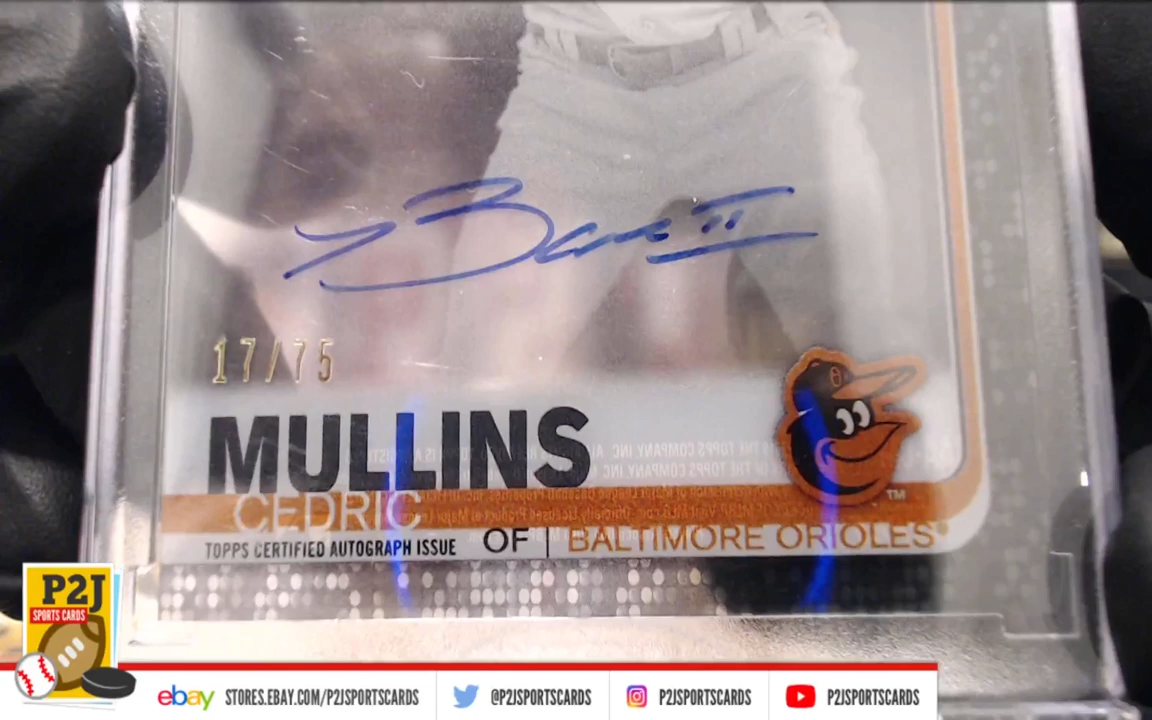 17/75
MULLINS
CEDRIC
TOPPS CERTIFIED AUTOGRAPH ISSUE OF | BALTIMORE ORIOLES
TM
P2J
SPORTS CARDS
ebay STORES.EBAY.COM/P2JSPORTSCARDS @P2JSPORTSCARDS P2JSPORTSCARDS P2JSPORTSCARDS